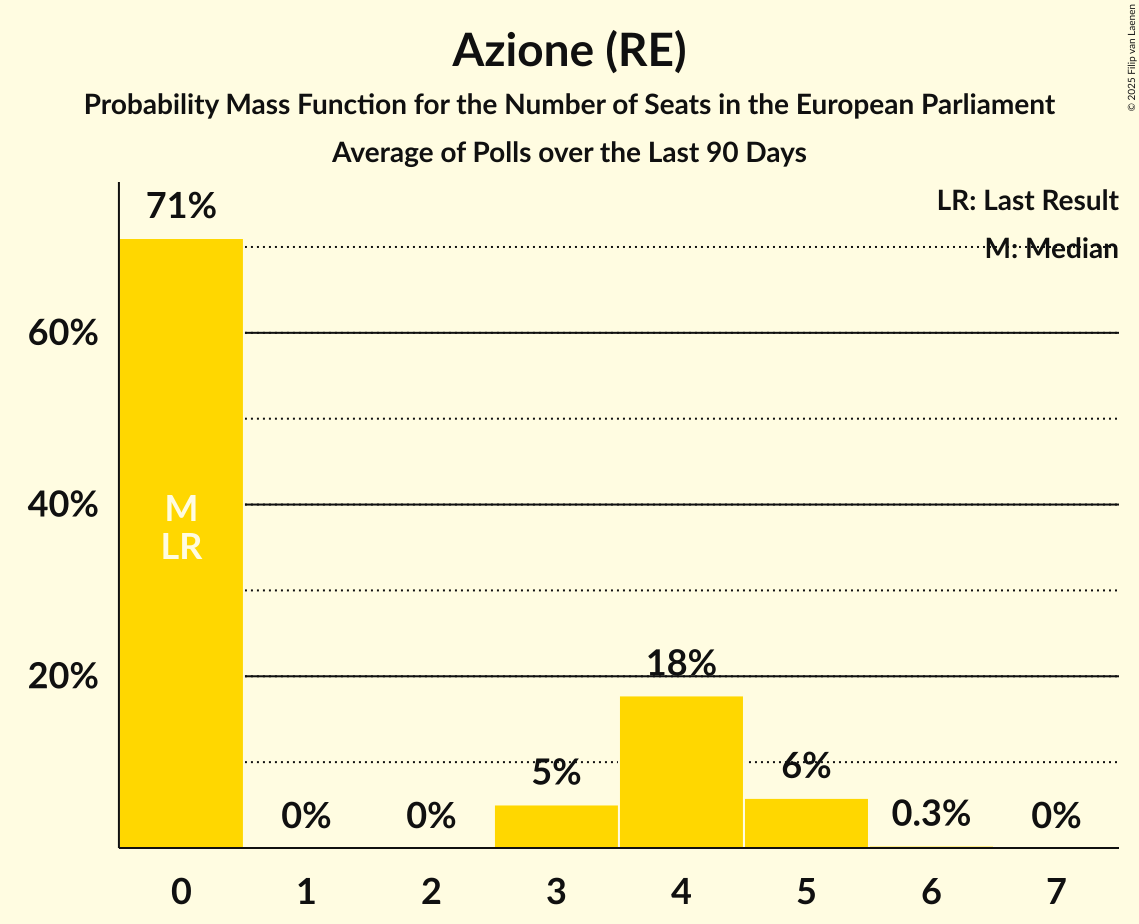 Azione (RE)
Probability Mass Function for the Number of Seats in the European Parliament
Average of Polls over the Last 90 Days
© 2025 Filip van Laenen
LR: Last Result
M: Median
71%
60%
40%
20%
M
LR
0%
0%
5%
18%
6%
0.3%
0%
0
1
2
3
4
5
6
7